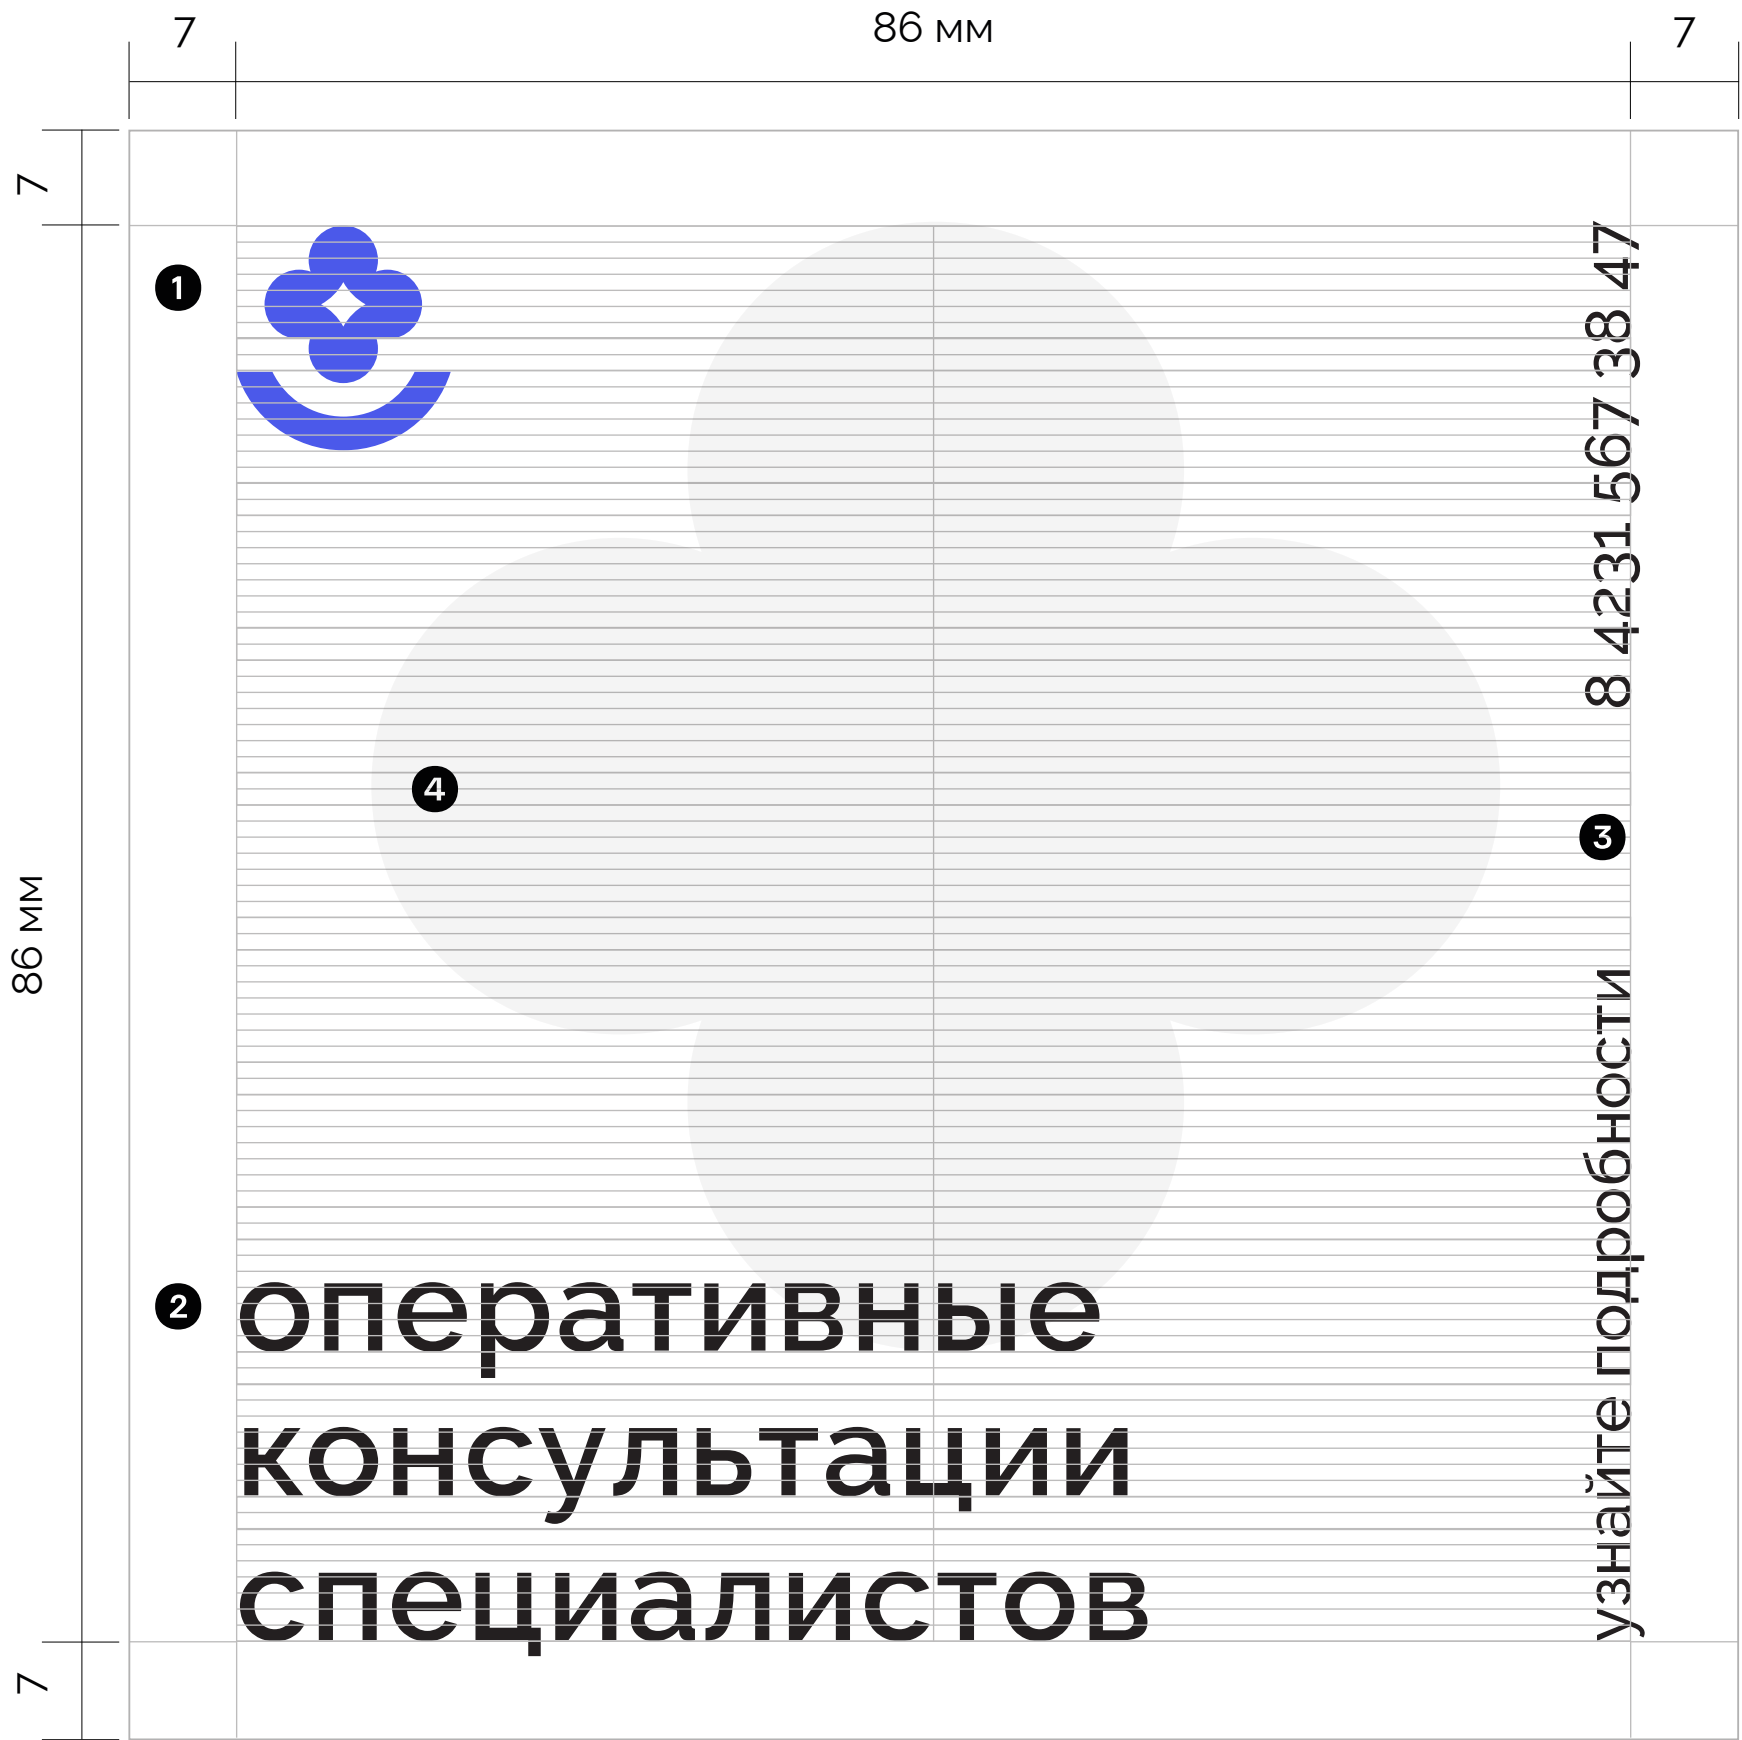 7
86 мм
7
7
1
8 4231 567 38 47
4
3
86 мм
узнайте подробности
2
оперативные
консультации
специалистов
7